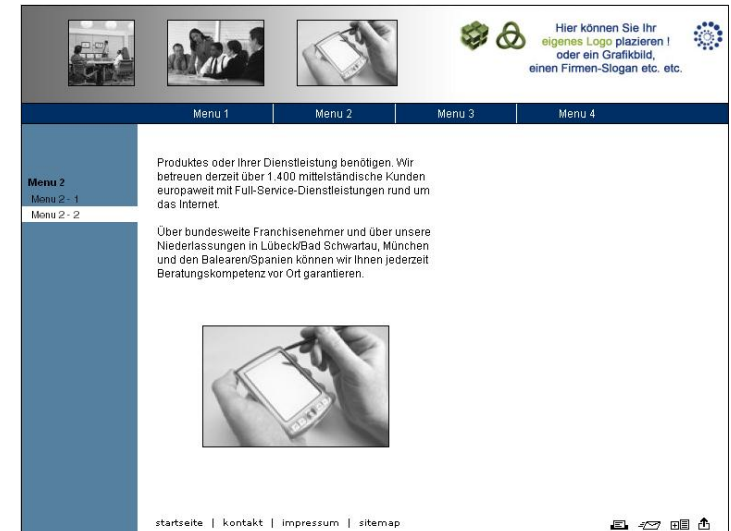 Hier können Sie Ihr
eigenes Logo plazieren !
oder ein Grafikbild,
einen Firmen-Slogan etc. etc.
Menu 1 Menu 2 Menu 3 Menu 4
Menu 2
Menu 2 - 1
Menu 2 - 2
Produktes oder Ihrer Dienstleistung benötigen. Wir
betreuen derzeit über 1.400 mittelständische Kunden
europaweit mit Full-Service-Dienstleistungen rund um
das Internet.
Über bundesweite Franchisenehmer und über unsere
Niederlassungen in Lübeck/Bad Schwartau, München
und den Balearen/Spanien können wir Ihnen jederzeit
Beratungskompetenz vor Ort garantieren.
startseite | kontakt | impressum | sitemap